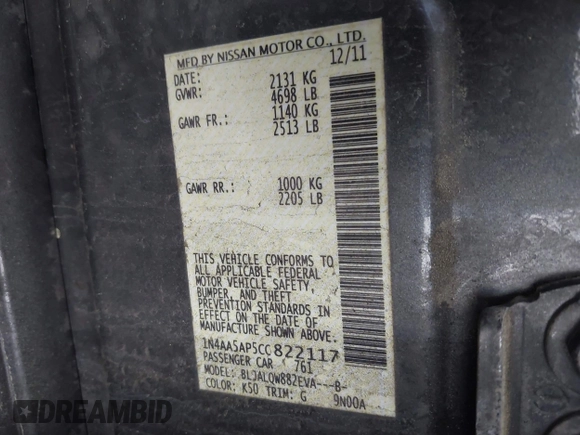 MFD BY NISSAN MOTOR CO., LTD.
DATE: 12/11
GVWR: 2131 KG
4698 LB
GAWR FR.: 1140 KG
2513 LB
GAWR RR.: 1000 KG
2205 LB
THIS VEHICLE CONFORMS TO
ALL APPLICABLE FEDERAL
MOTOR VEHICLE SAFETY,
BUMPER, AND THEFT
PREVENTION STANDARDS IN
EFFECT ON THE DATE OF
MANUFACTURE SHOWN ABOVE.
1N4AA5AP5CC822117
PASSENGER CAR 761
MODEL: BLJALQW882EVA---B-
COLOR: K50 TRIM: G 9N00A
DREAMBID